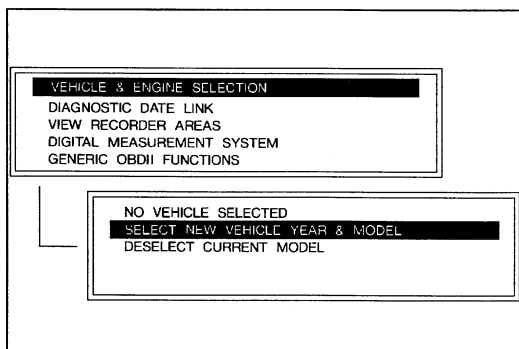 VEHICLE & ENGINE SELECTION
DIAGNOSTIC DATE LINK
VIEW RECORDER AREAS
DIGITAL MEASUREMENT SYSTEM
GENERIC OBDII FUNCTIONS
NO VEHICLE SELECTED
SELECT NEW VEHICLE YEAR & MODEL
DESELECT CURRENT MODEL